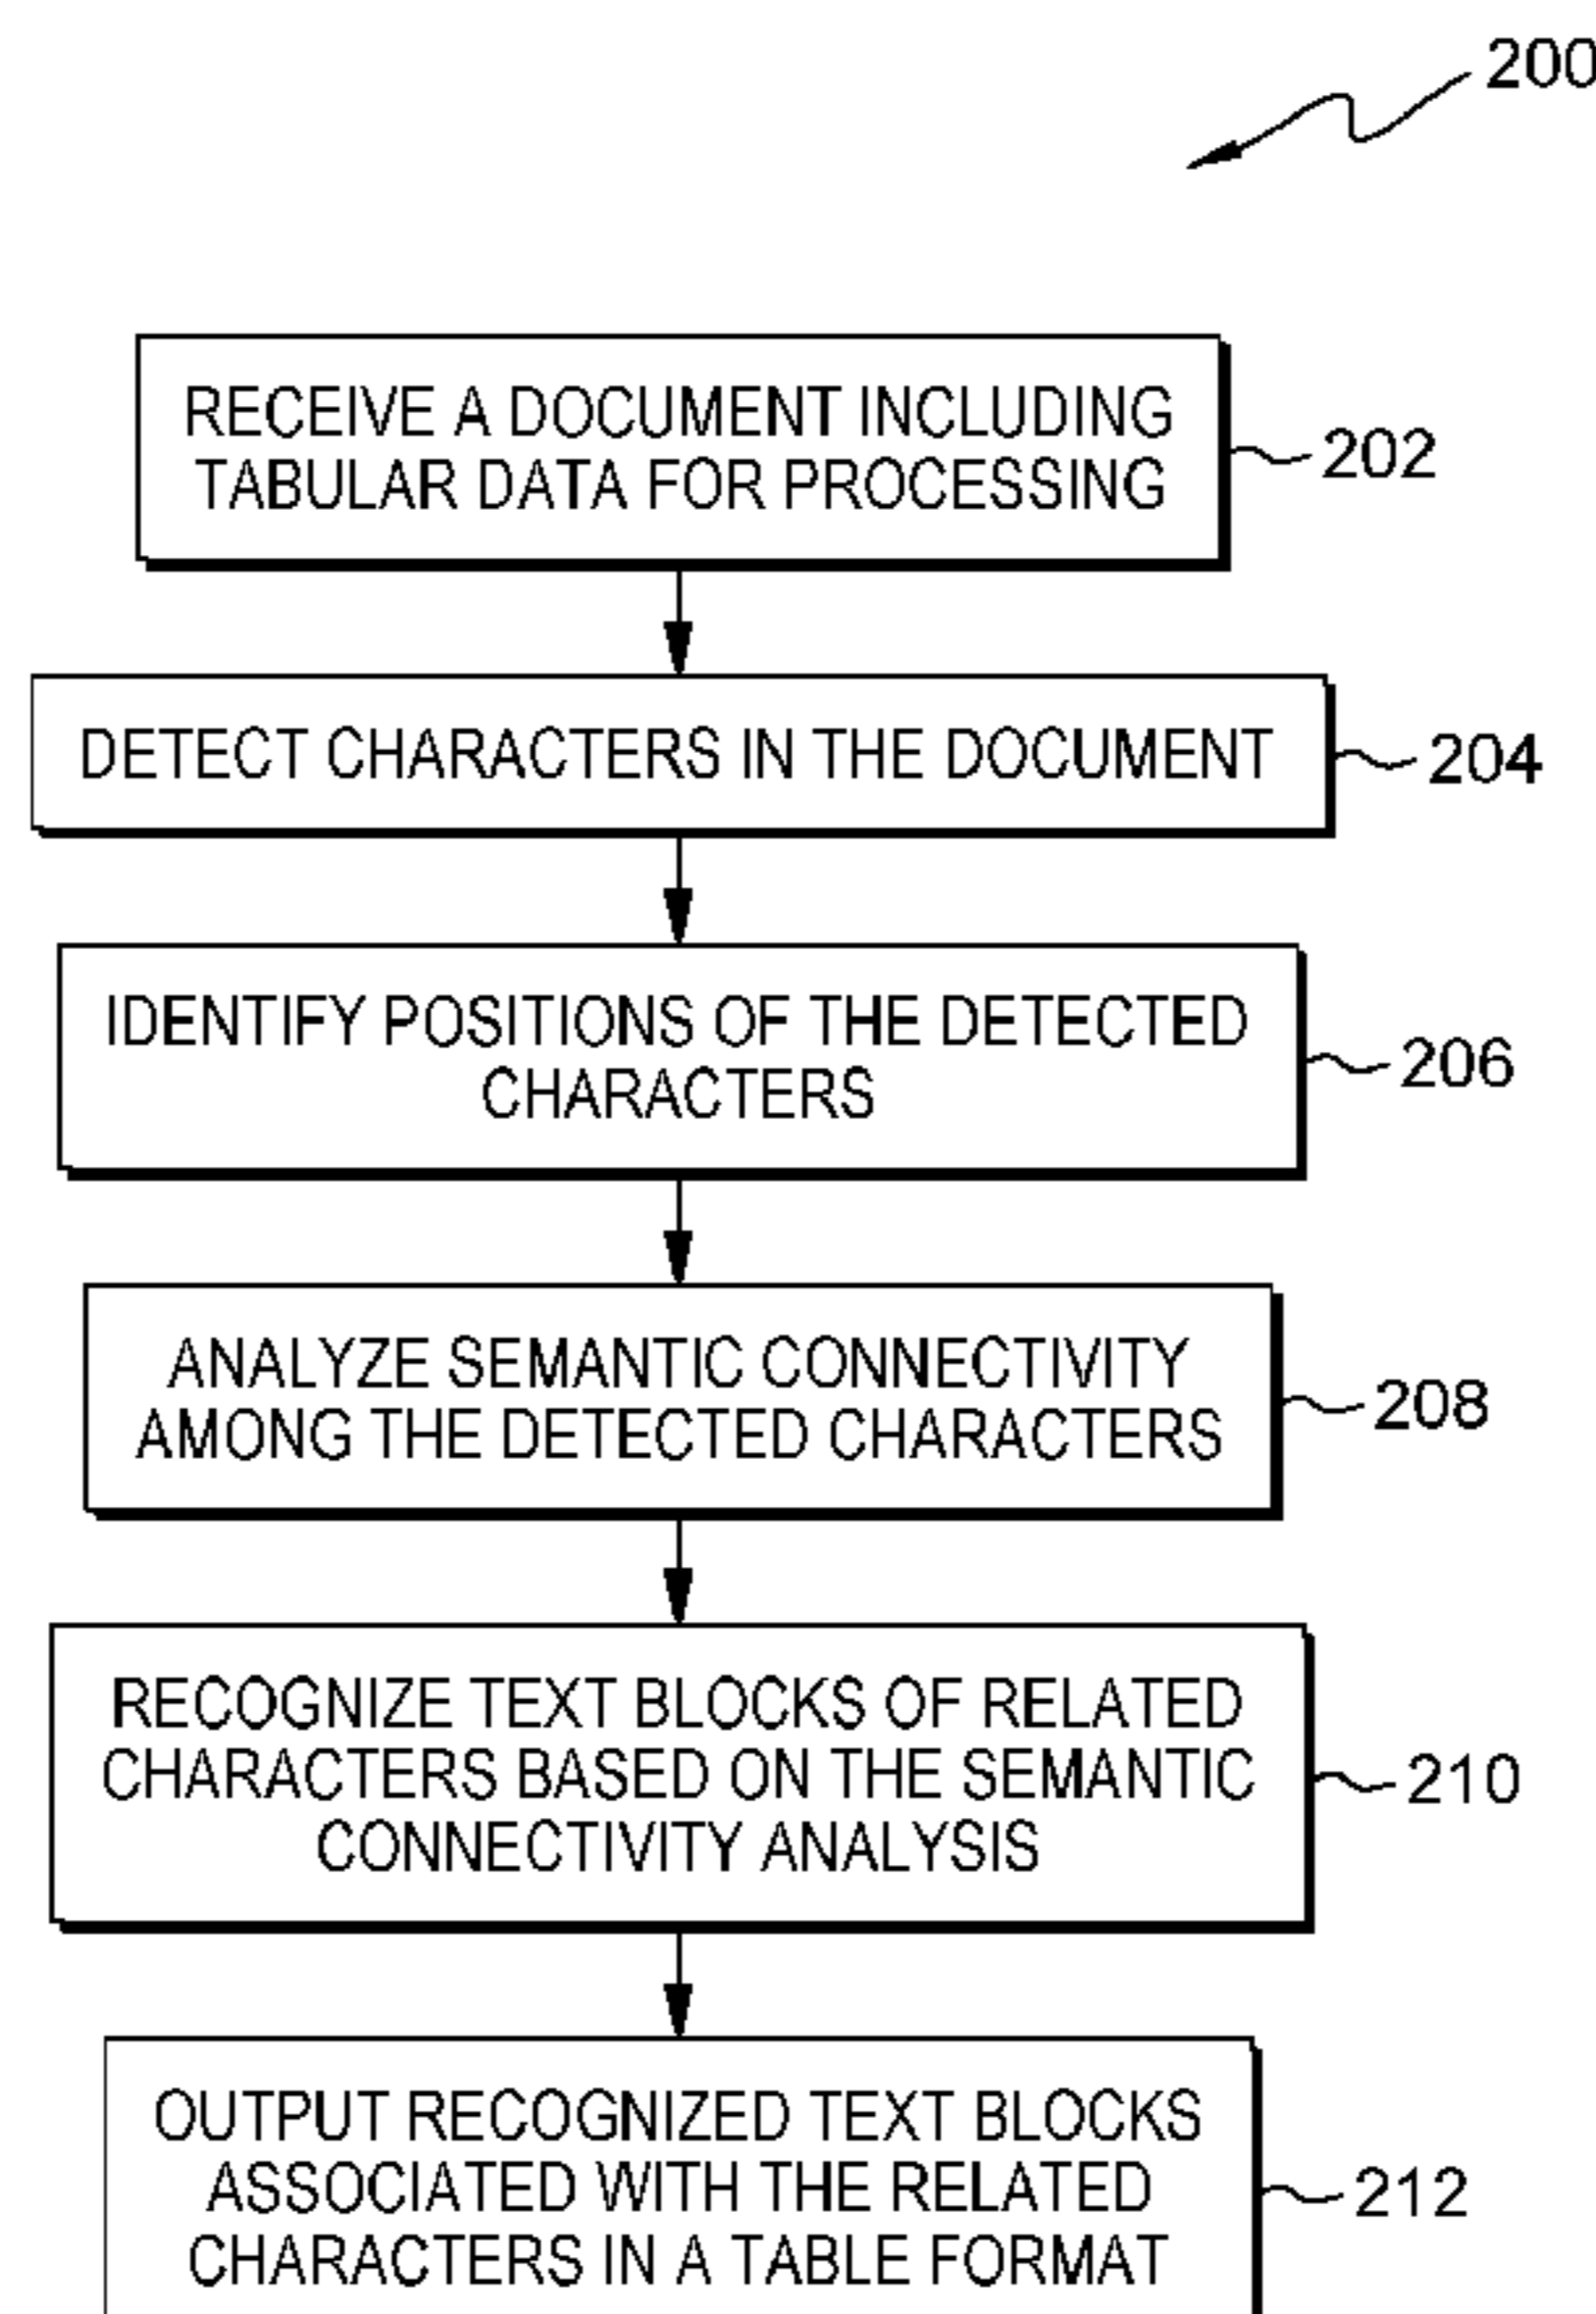 200
RECEIVE A DOCUMENT INCLUDING
TABULAR DATA FOR PROCESSING
202
DETECT CHARACTERS IN THE DOCUMENT
204
IDENTIFY POSITIONS OF THE DETECTED
CHARACTERS
206
ANALYZE SEMANTIC CONNECTIVITY
AMONG THE DETECTED CHARACTERS
208
RECOGNIZE TEXT BLOCKS OF RELATED
CHARACTERS BASED ON THE SEMANTIC
CONNECTIVITY ANALYSIS
210
OUTPUT RECOGNIZED TEXT BLOCKS
ASSOCIATED WITH THE RELATED
CHARACTERS IN A TABLE FORMAT
212